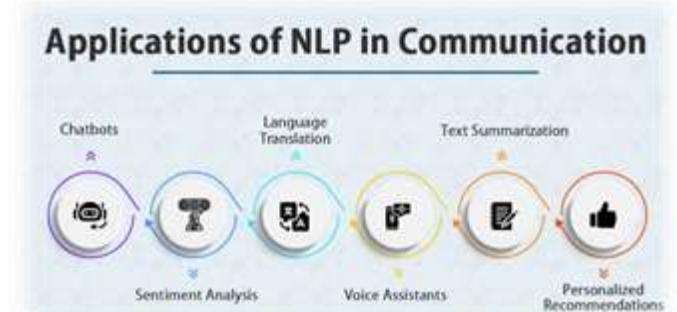 Applications of NLP in Communication
Chatbots
Language
Translation
Text Summarization
Sentiment Analysis
Voice Assistants
Personalized
Recommendations